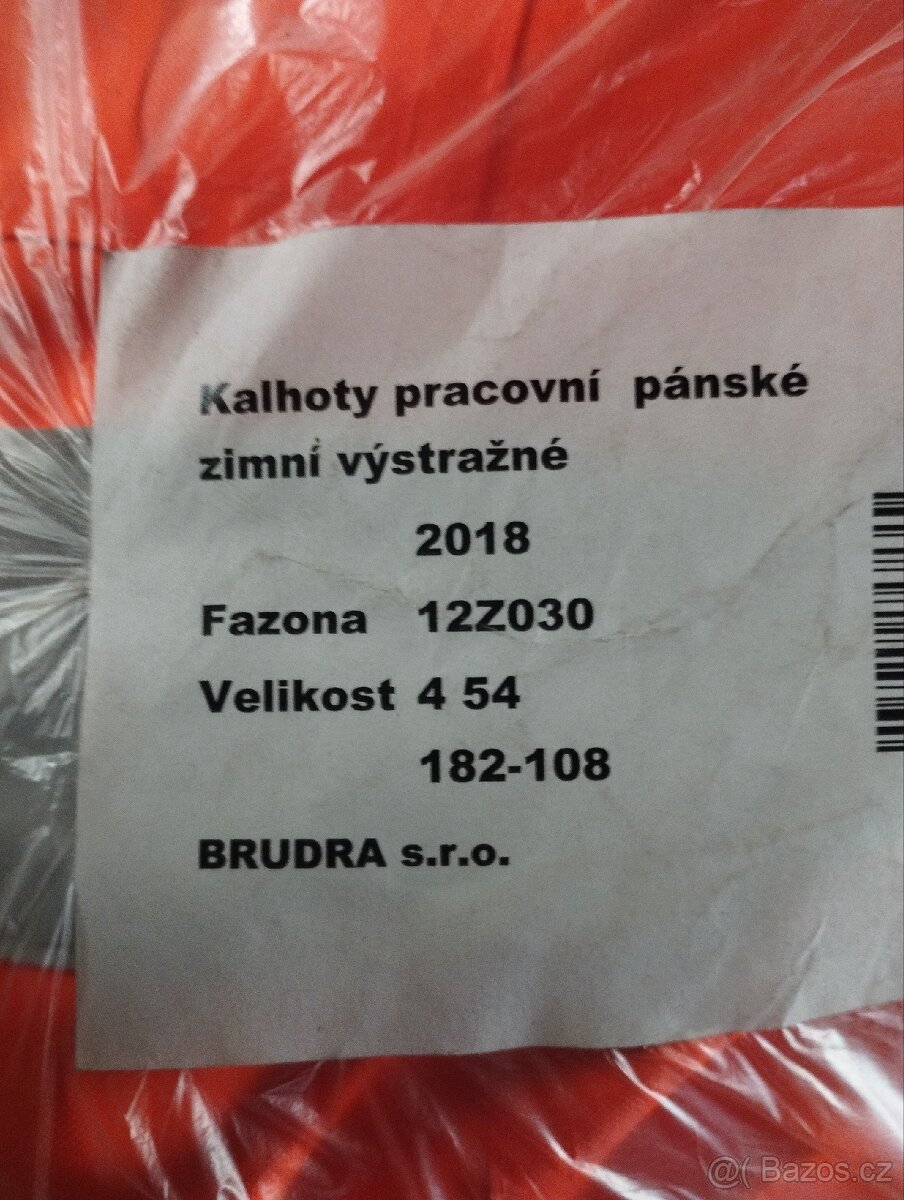 Kalhoty pracovní pánské
zimní výstražné
2018
Fazona 12Z030
Velikost 4 54
182-108
BRUDRA s.r.o.
@( Bazos.cz